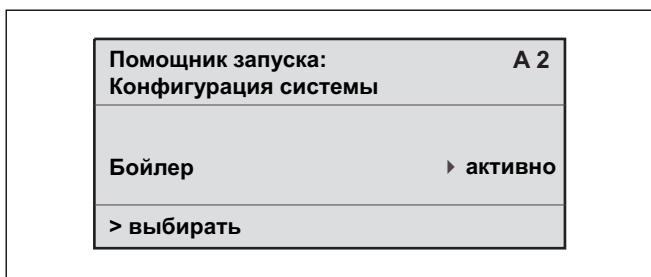 Помощник запуска: A 2
Конфигурация системы
Бойлер ▸ активно
> выбирать